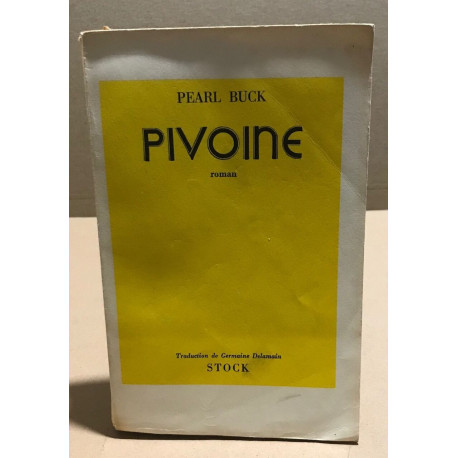 PEARL BUCK
PIVOINE
roman
Traduction de Germaine Delamain
STOCK